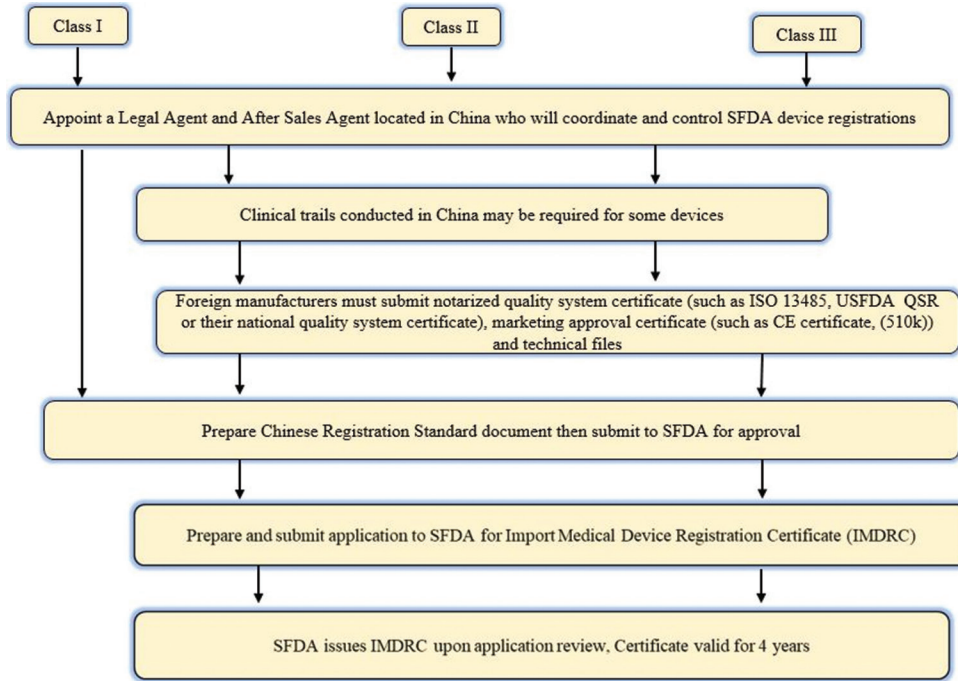 Class I
Class II
Class III
Appoint a Legal Agent and After Sales Agent located in China who will coordinate and control SFDA device registrations
Clinical trails conducted in China may be required for some devices
Foreign manufacturers must submit notarized quality system certificate (such as ISO 13485, USFDA QSR
or their national quality system certificate), marketing approval certificate (such as CE certificate, (510k))
and technical files
Prepare Chinese Registration Standard document then submit to SFDA for approval
Prepare and submit application to SFDA for Import Medical Device Registration Certificate (IMDRC)
SFDA issues IMDRC upon application review, Certificate valid for 4 years